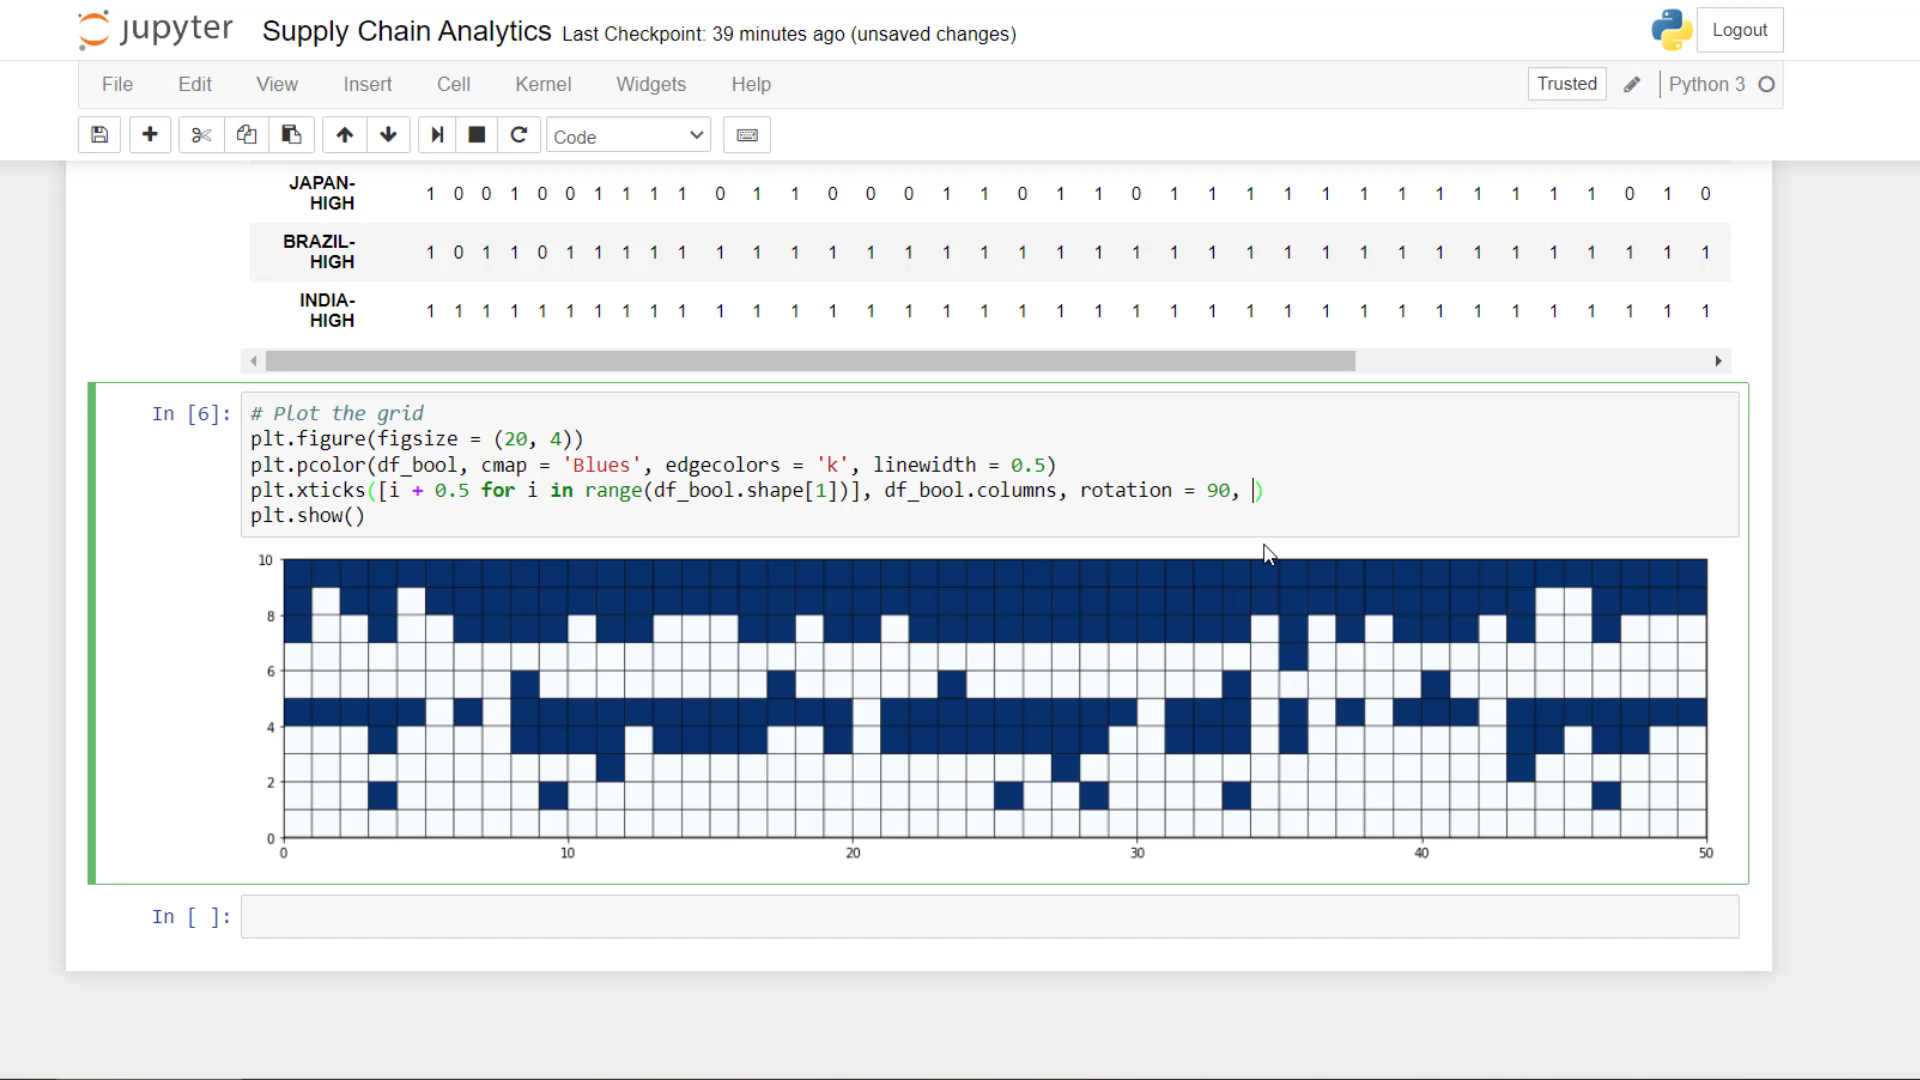 jupyter Supply Chain Analytics Last Checkpoint: 39 minutes ago (unsaved changes) Logout
File Edit View Insert Cell Kernel Widgets Help Trusted Python 3
Code
JAPAN-
HIGH 1 0 0 1 0 0 1 1 1 1 0 1 1 0 0 0 1 1 0 1 1 0 1 1 1 1 1 1 1 1 1 1 1 1 0 1 0
BRAZIL-
HIGH 1 0 1 1 0 1 1 1 1 1 1 1 1 1 1 1 1 1 1 1 1 1 1 1 1 1 1 1 1 1 1 1 1 1 1 1 1
INDIA-
HIGH 1 1 1 1 1 1 1 1 1 1 1 1 1 1 1 1 1 1 1 1 1 1 1 1 1 1 1 1 1 1 1 1 1 1 1 1 1
In [6]: # Plot the grid
plt.figure(figsize = (20, 4))
plt.pcolor(df_bool, cmap = 'Blues', edgecolors = 'k', linewidth = 0.5)
plt.xticks([i + 0.5 for i in range(df_bool.shape[1])], df_bool.columns, rotation = 90, )
plt.show()
10
8
6
4
2
0
0 10 20 30 40 50
In [ ]: